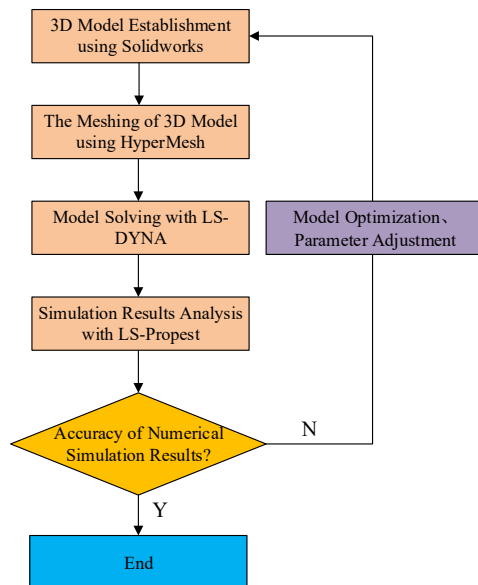 3D Model Establishment
using Solidworks
The Meshing of 3D Model
using HyperMesh
Model Solving with LS-
DYNA
Model Optimization、
Parameter Adjustment
Simulation Results Analysis
with LS-Propest
Accuracy of Numerical
Simulation Results?
N
Y
End